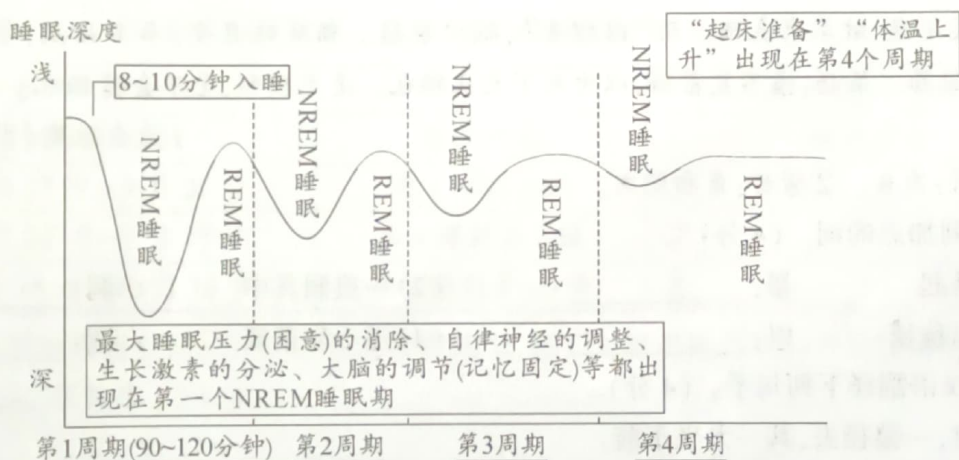 睡眠深度
"起床准备""体温上
升"出现在第4个周期
浅
8~10分钟入睡
NREM睡眠
REM睡眠
NREM睡眠
REM睡眠
NREM睡眠
REM睡眠
NREM睡眠
REM睡眠
最大睡眠压力(困意)的消除、自律神经的调整、
生长激素的分泌、大脑的调节(记忆固定)等都出
现在第一个NREM睡眠期
深
第1周期(90~120分钟) 第2周期 第3周期 第4周期